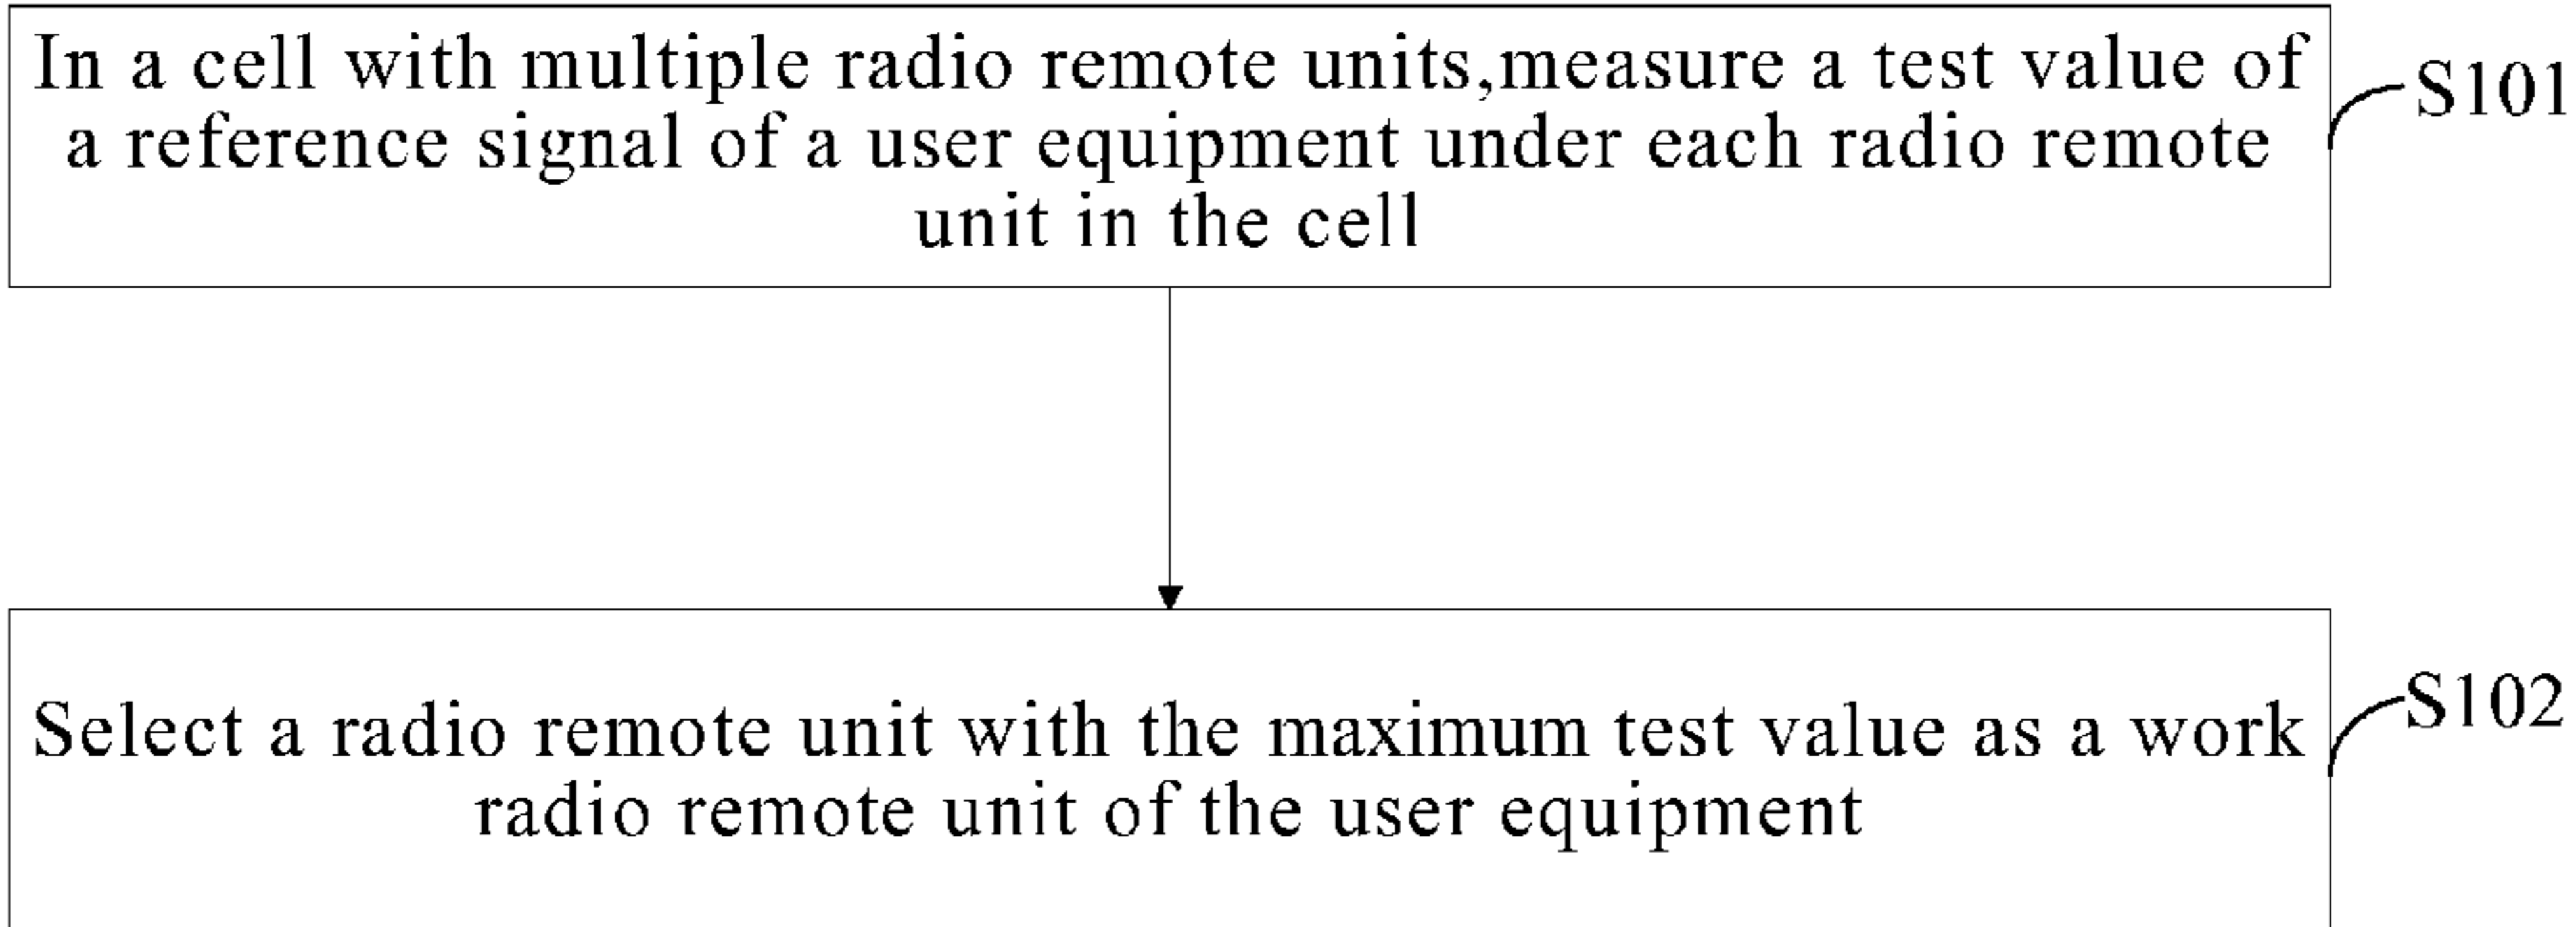 In a cell with multiple radio remote units,measure a test value of
a reference signal of a user equipment under each radio remote
unit in the cell
S101
Select a radio remote unit with the maximum test value as a work
radio remote unit of the user equipment
S102